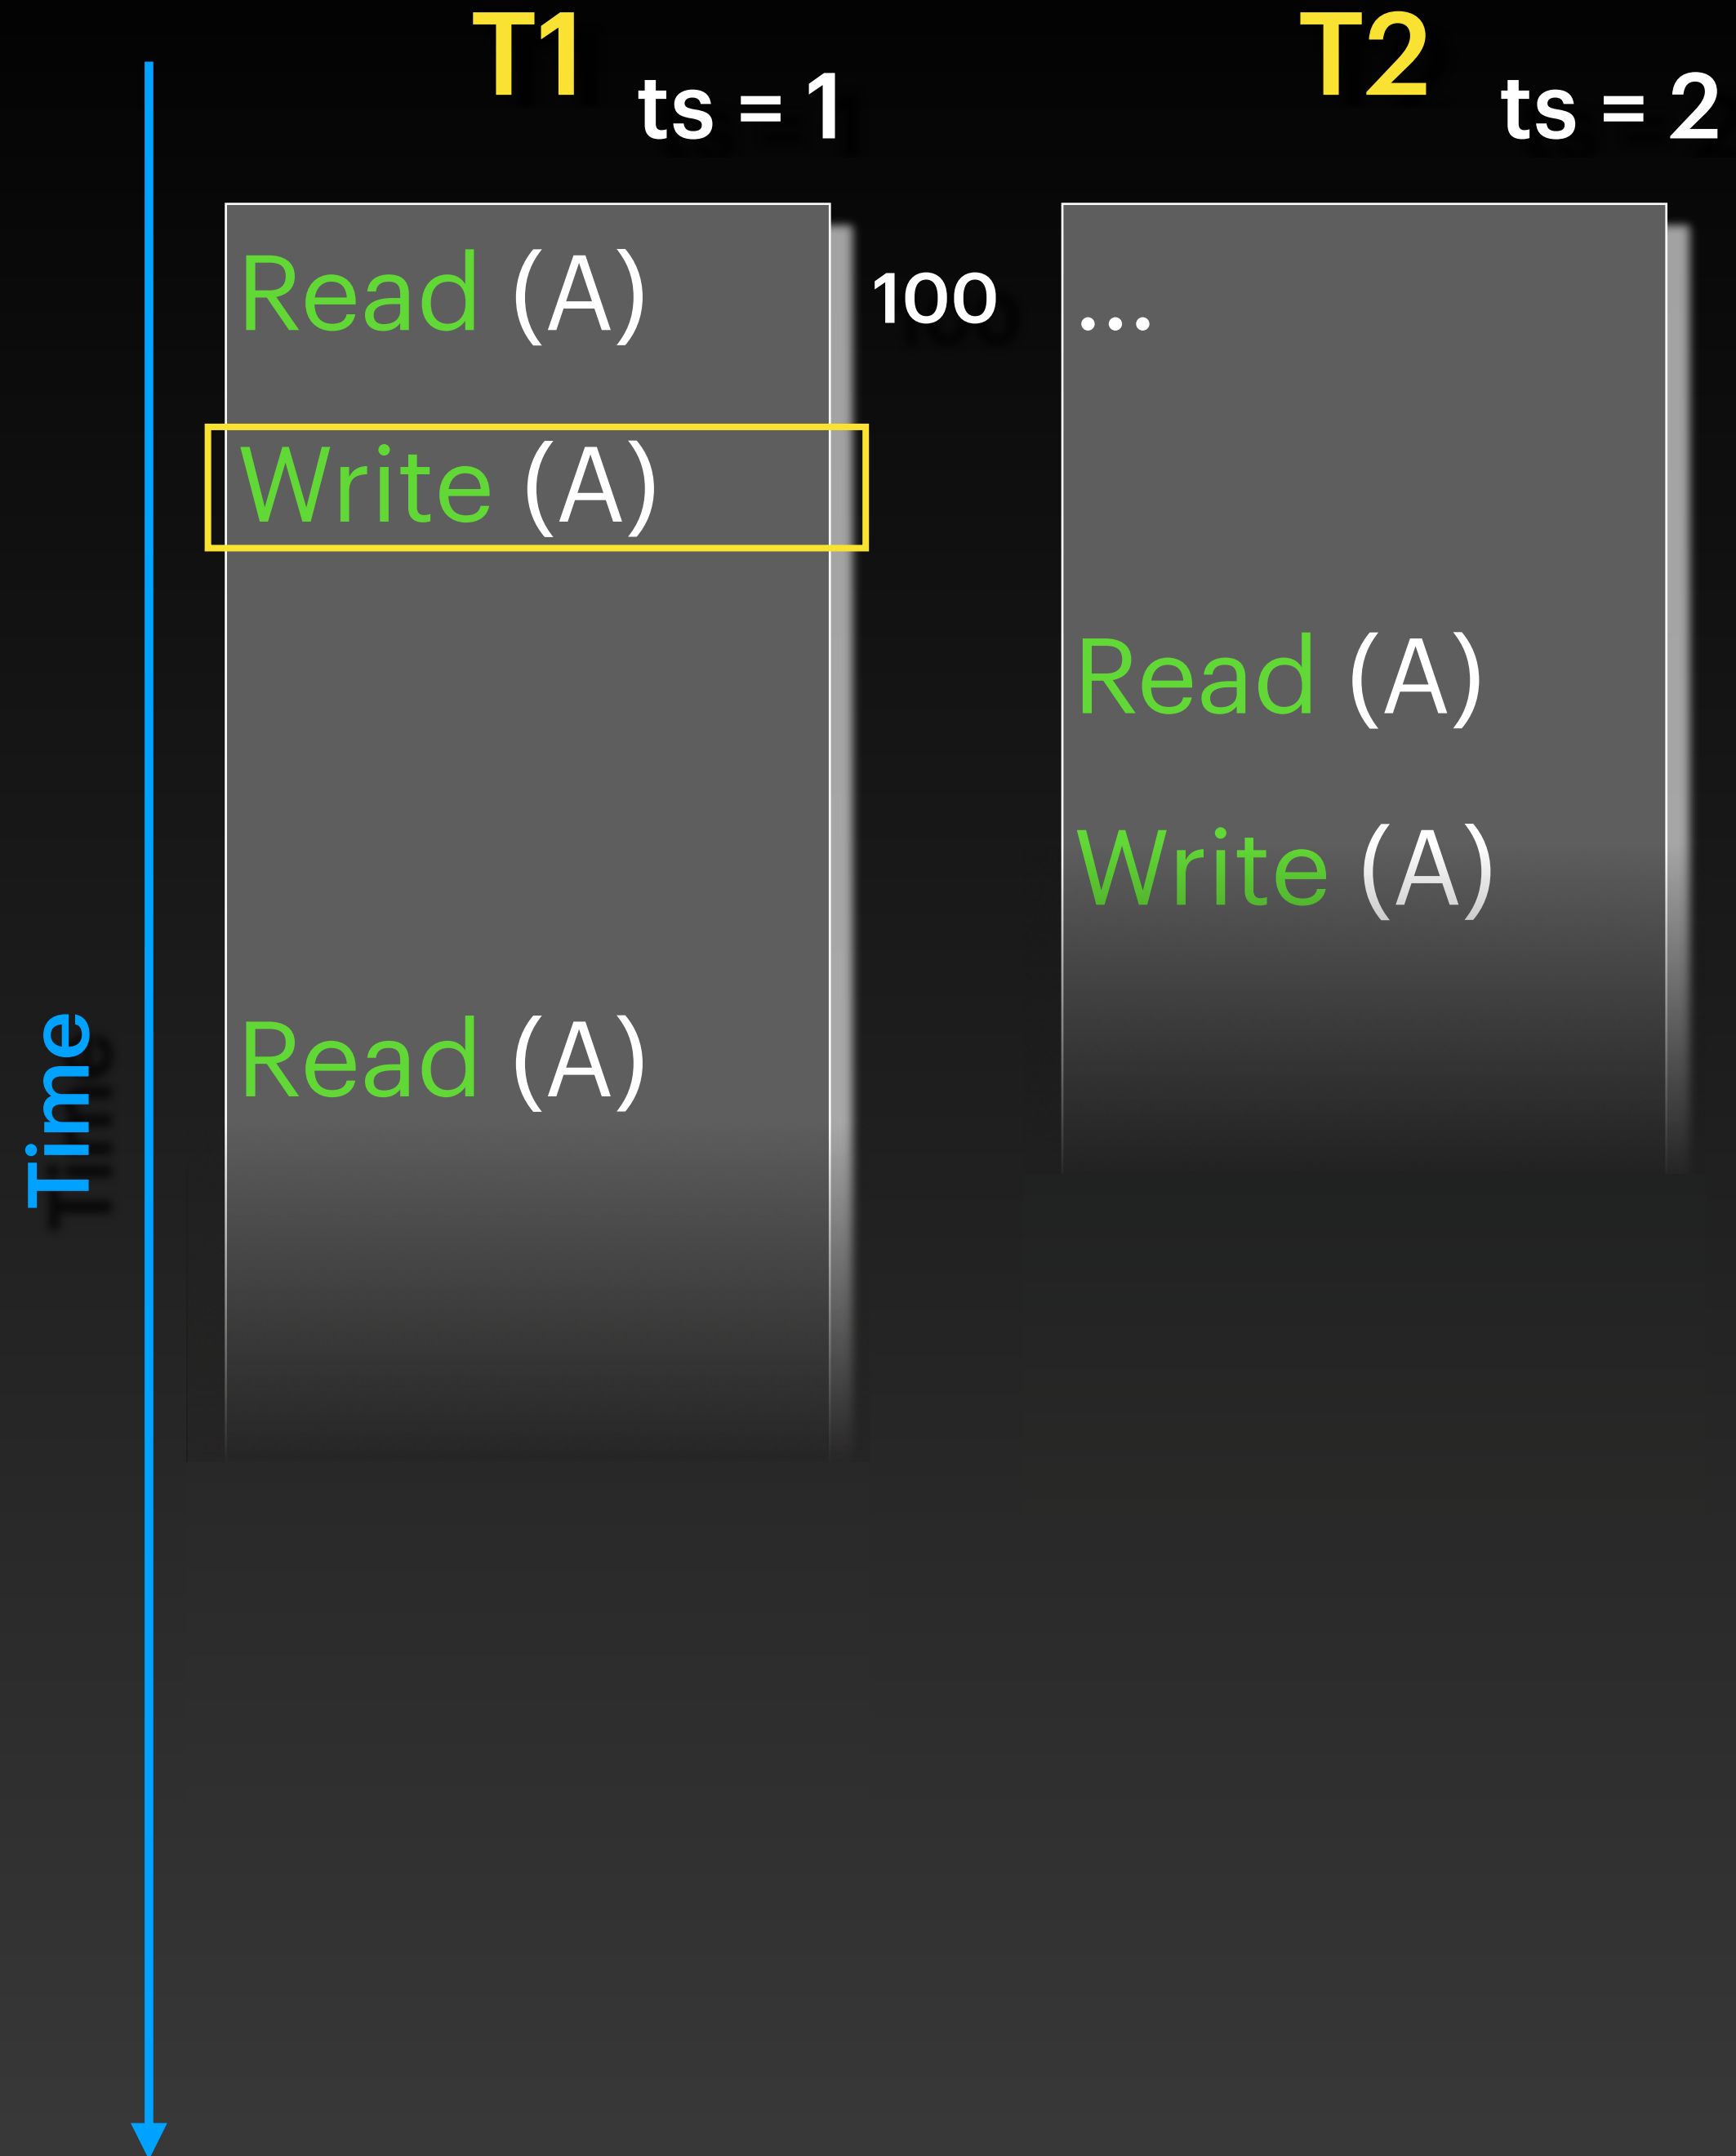 T1
ts = 1
T2
ts = 2
Read (A)
100
...
Write (A)
Read (A)
Write (A)
Read (A)
Time